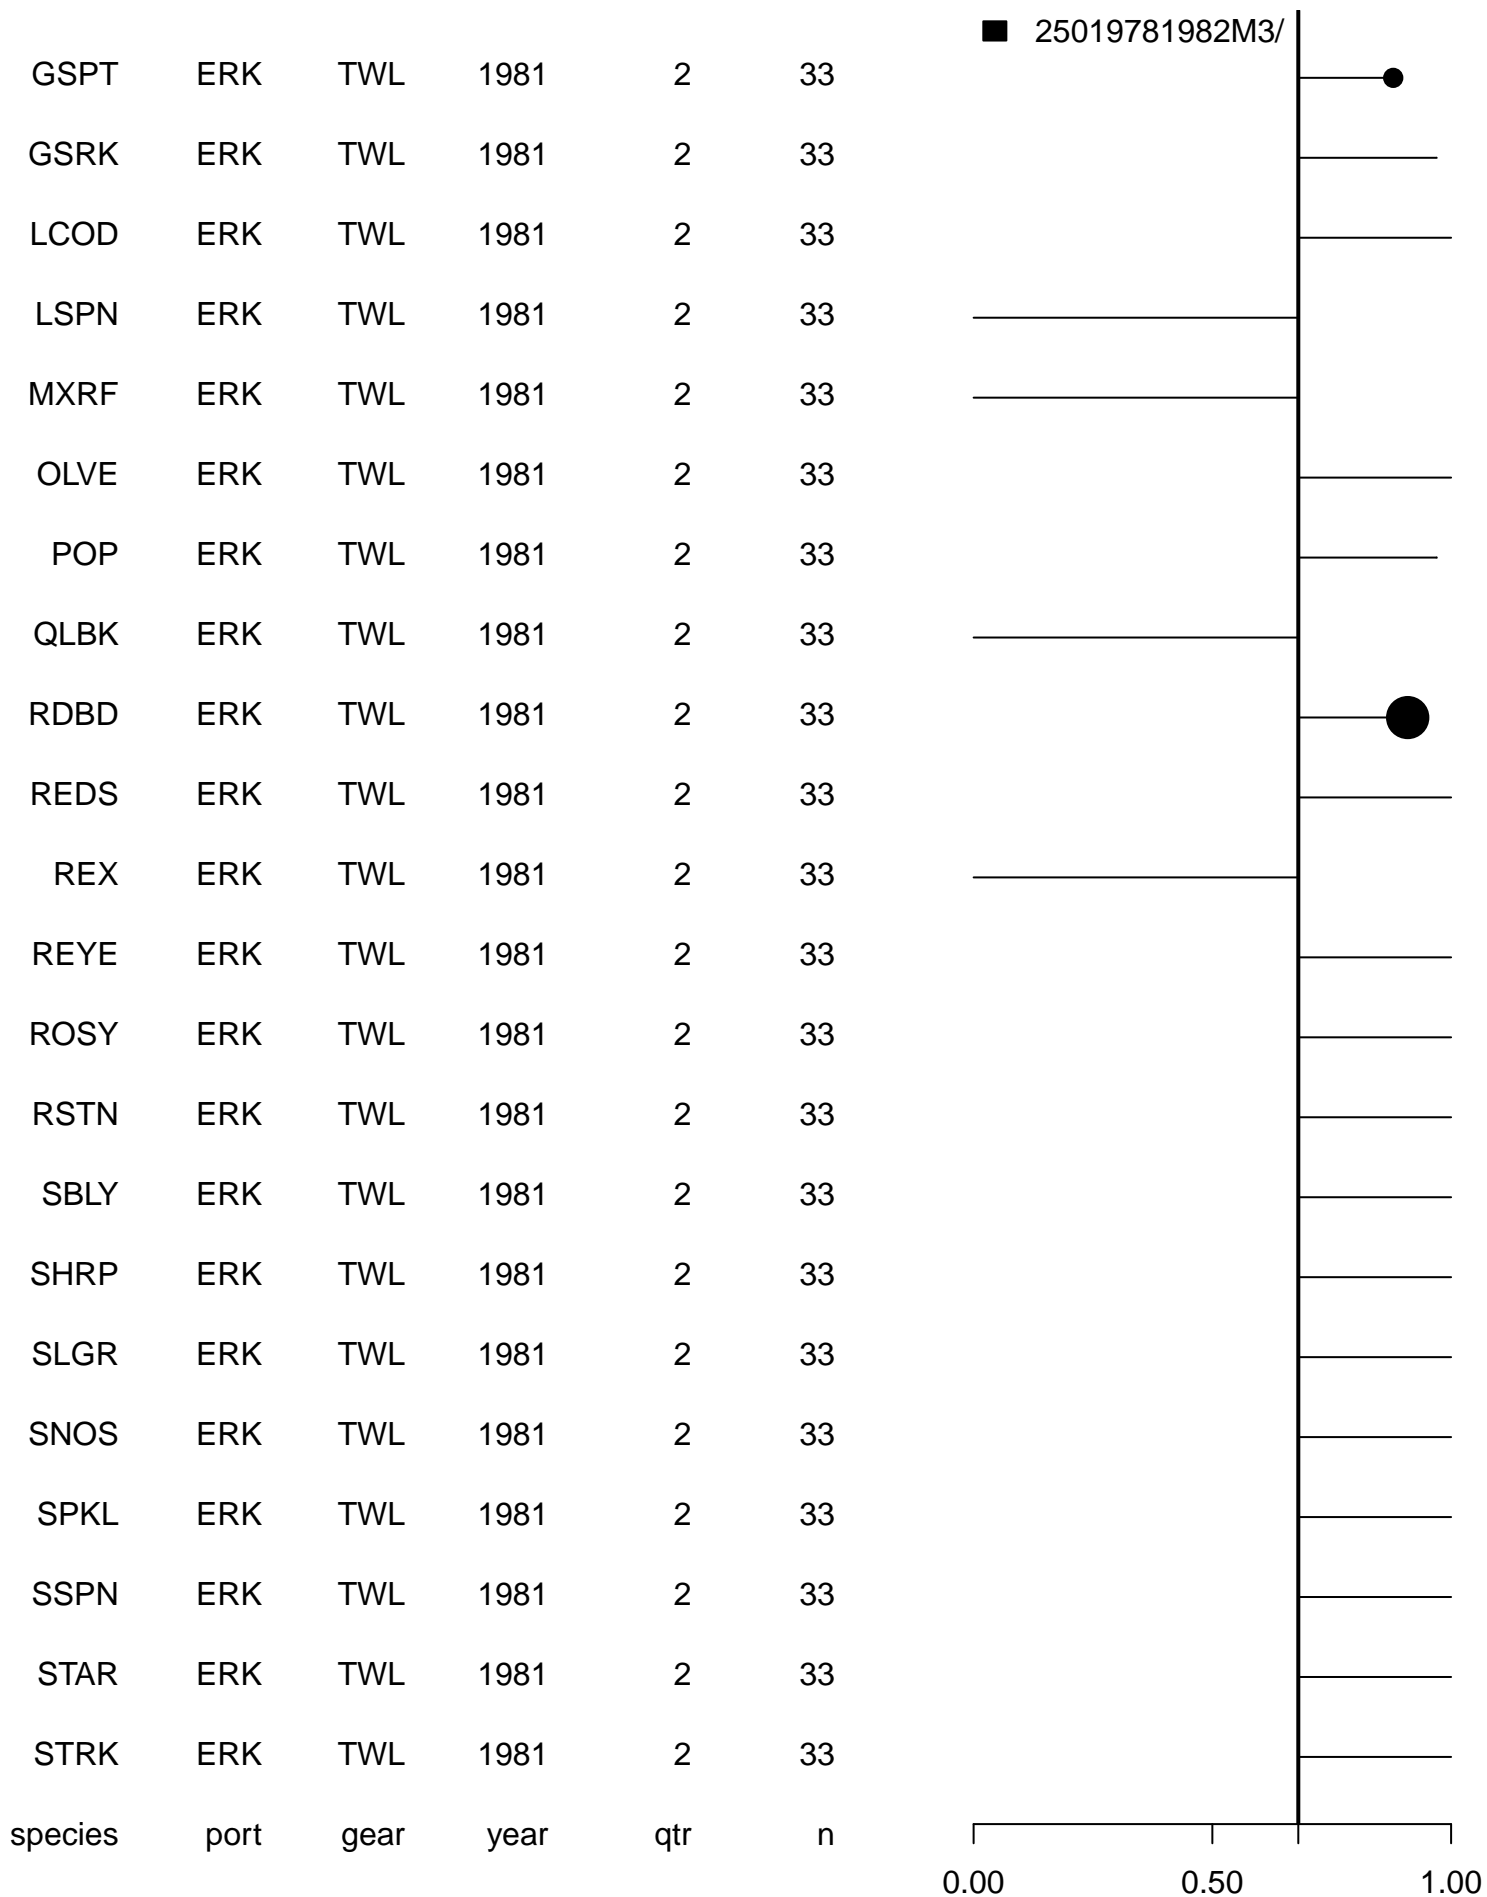 25019781982M3/
GSPT ERK TWL 1981 2 33
GSRK ERK TWL 1981 2 33
LCOD ERK TWL 1981 2 33
LSPN ERK TWL 1981 2 33
MXRF ERK TWL 1981 2 33
OLVE ERK TWL 1981 2 33
POP ERK TWL 1981 2 33
QLBK ERK TWL 1981 2 33
RDBD ERK TWL 1981 2 33
REDS ERK TWL 1981 2 33
REX ERK TWL 1981 2 33
REYE ERK TWL 1981 2 33
ROSY ERK TWL 1981 2 33
RSTN ERK TWL 1981 2 33
SBLY ERK TWL 1981 2 33
SHRP ERK TWL 1981 2 33
SLGR ERK TWL 1981 2 33
SNOS ERK TWL 1981 2 33
SPKL ERK TWL 1981 2 33
SSPN ERK TWL 1981 2 33
STAR ERK TWL 1981 2 33
STRK ERK TWL 1981 2 33
species port gear year qtr n
0.00 0.50 1.00